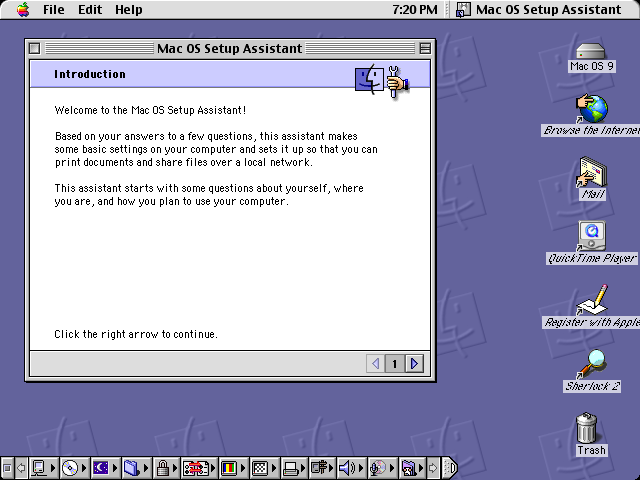 File Edit Help 7:20 PM Mac OS Setup Assistant
Mac OS Setup Assistant
Introduction
Welcome to the Mac OS Setup Assistant!
Based on your answers to a few questions, this assistant makes
some basic settings on your computer and sets it up so that you can
print documents and share files over a local network.
This assistant starts with some questions about yourself, where
you are, and how you plan to use your computer.
Click the right arrow to continue.
1
Mac OS 9
Browse the Internet
Mail
QuickTime Player
Register with Apple
Sherlock 2
Trash